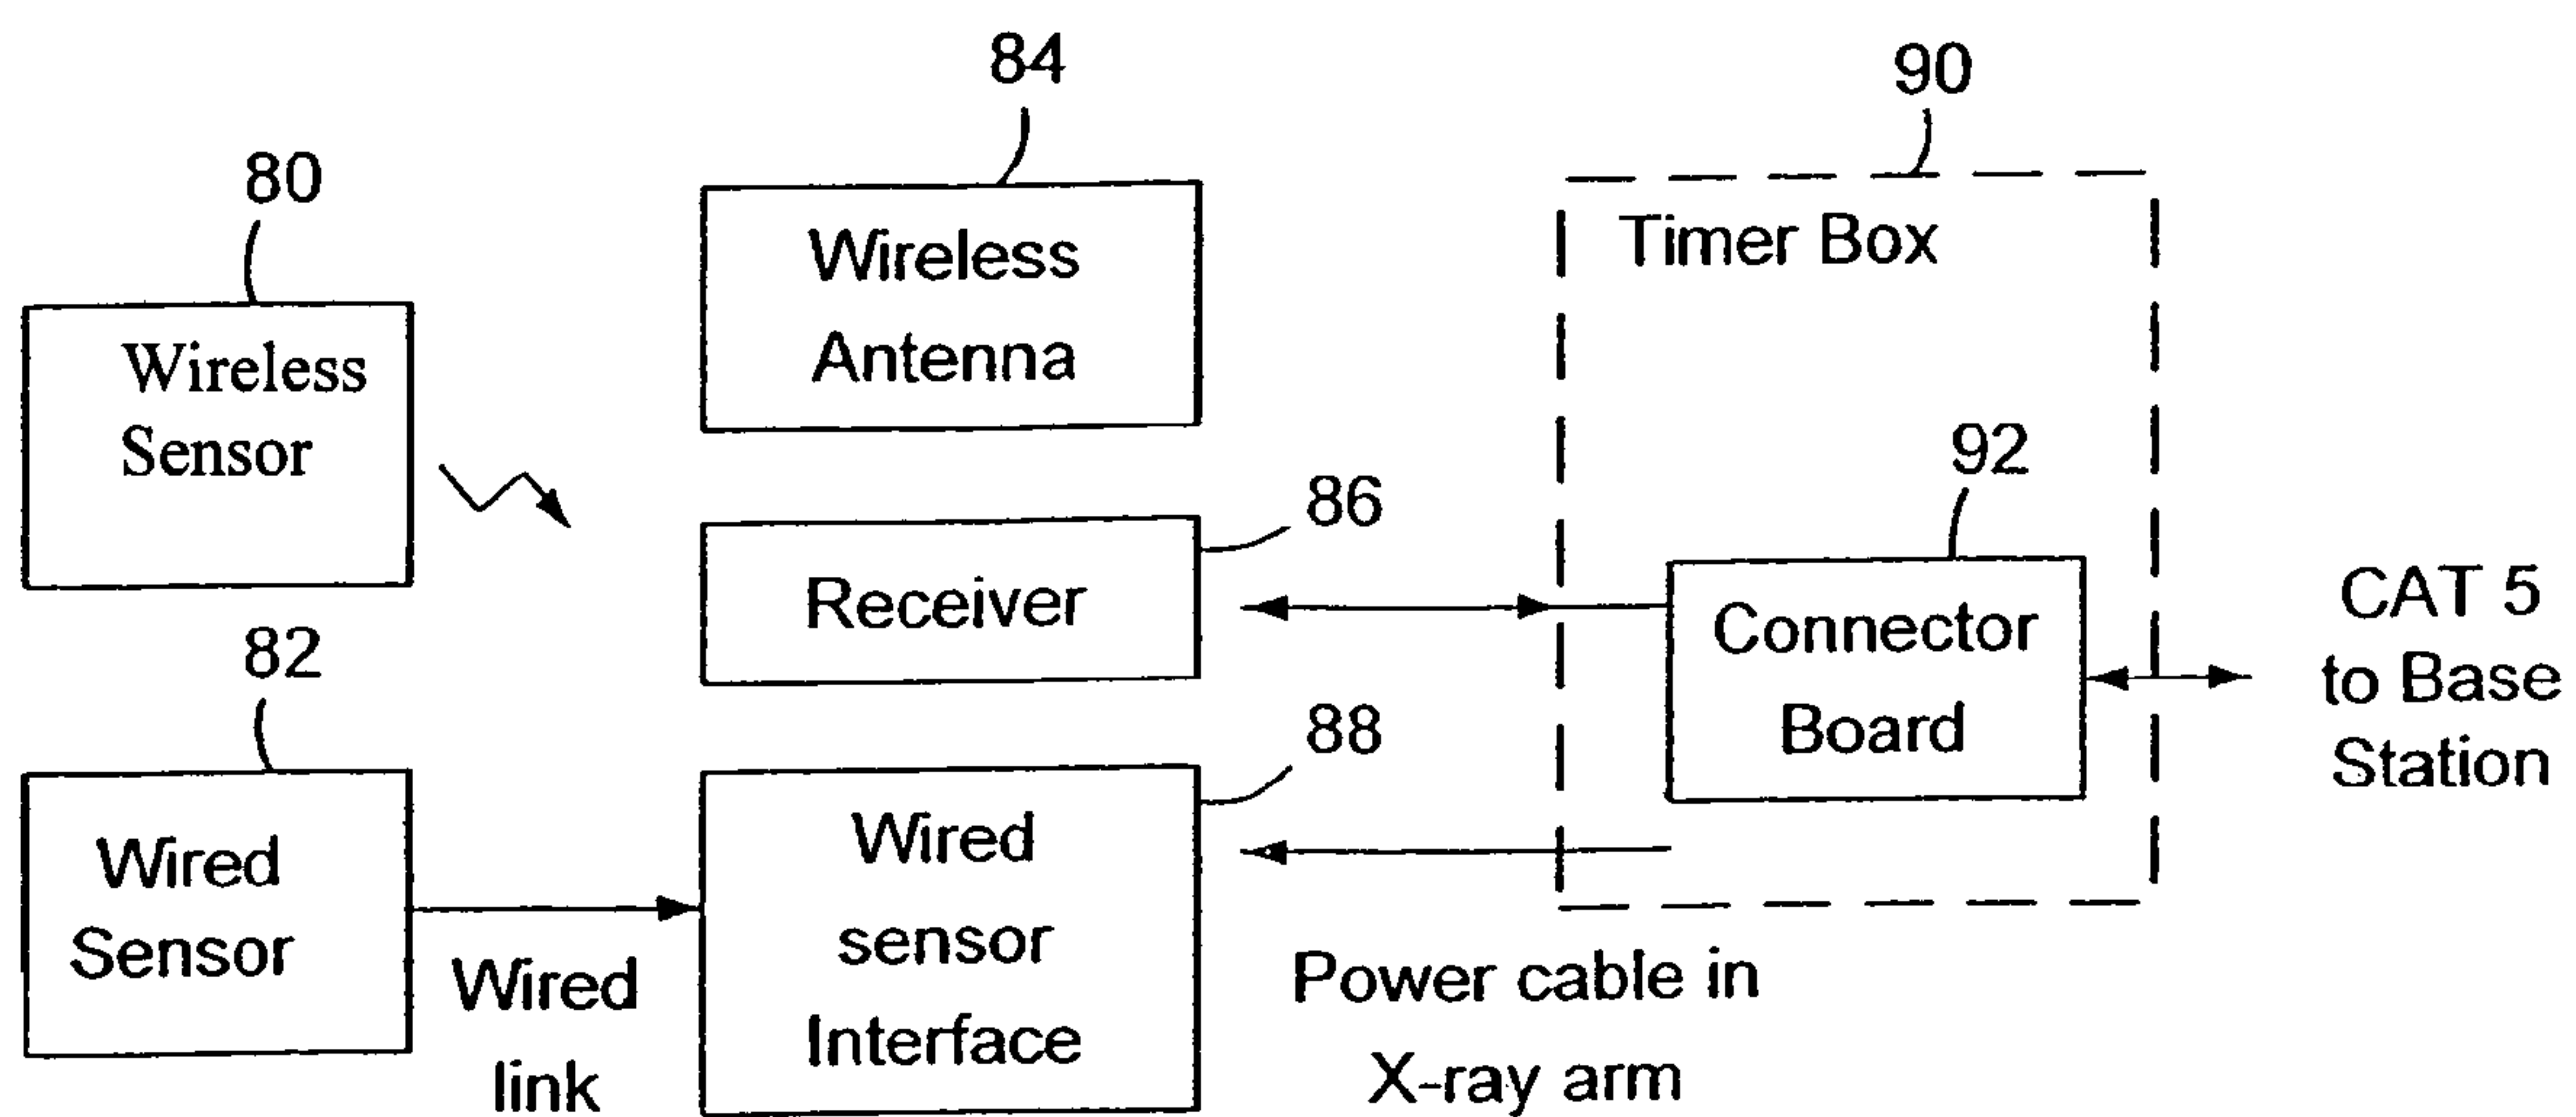 84
90
80
Wireless
Antenna
Timer Box
Wireless
Sensor
92
86
Receiver
Connector
Board
CAT 5
to Base
Station
82
88
Wired
Sensor
Wired
link
Wired
sensor
Interface
Power cable in
X-ray arm